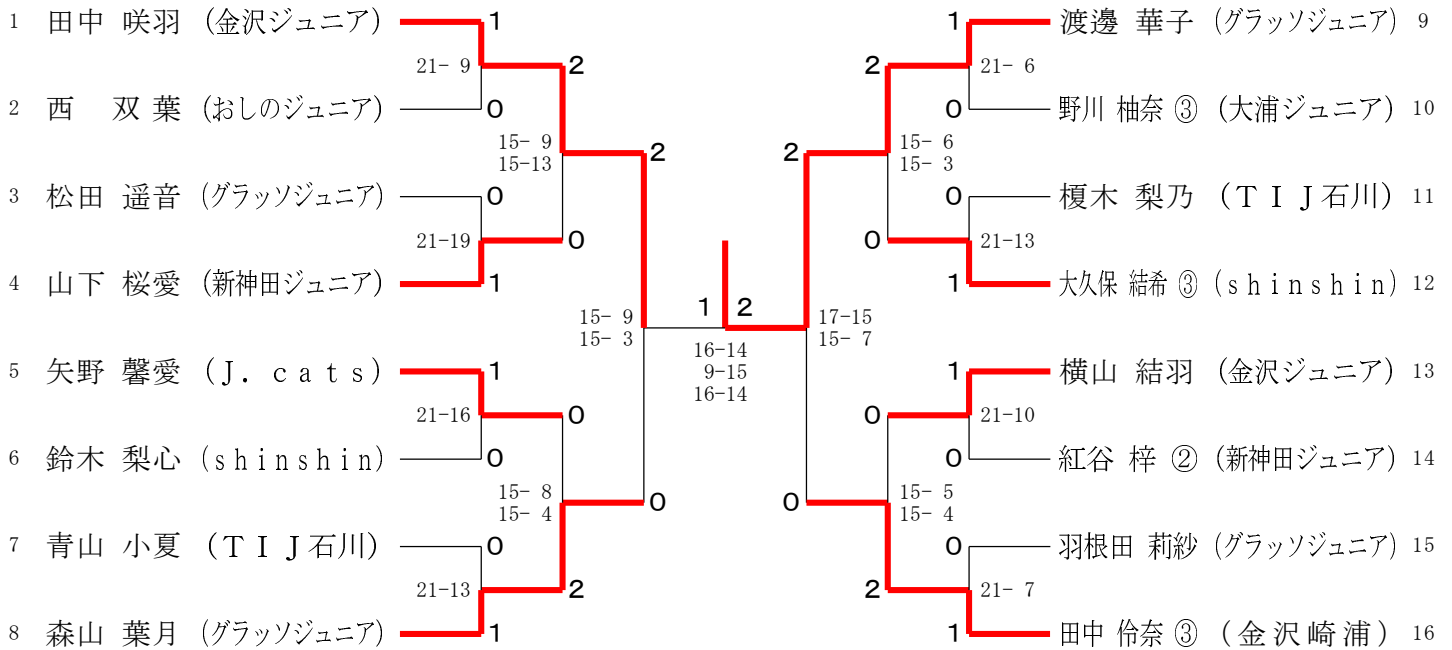 1 田中 咲羽 (金沢ジュニア) 1
21- 9 2
2 西 双 葉 (おしのジュニア) 0
15- 9
15-13 2
3 松田 遥音 (グラッソジュニア) 0
21-19 0
4 山下 桜愛 (新神田ジュニア) 1
15- 9
15- 3
5 矢野 馨愛 (J. cats) 1
21-16 0
6 鈴木 梨心 (shinshin) 0
15- 8
15- 4 0
7 青山 小夏 (TIJ石川) 0
21-13 2
8 森山 葉月 (グラッソジュニア) 1
1 2
16-14
9-15
16-14
1 渡邊 華子 (グラッソジュニア) 9
2 21- 6
0 野川 柚奈 ③ (大浦ジュニア) 10
2 15- 6
15- 3
0 榎木 梨乃 (TIJ石川) 11
0 21-13
1 大久保 結希 ③ (shinshin) 12
17-15
15- 7
1 横山 結羽 (金沢ジュニア) 13
0 21-10
0 紅谷 梓 ② (新神田ジュニア) 14
0 15- 5
15- 4
0 羽根田 莉紗 (グラッソジュニア) 15
2 21- 7
1 田中 伶奈 ③ (金沢崎浦) 16